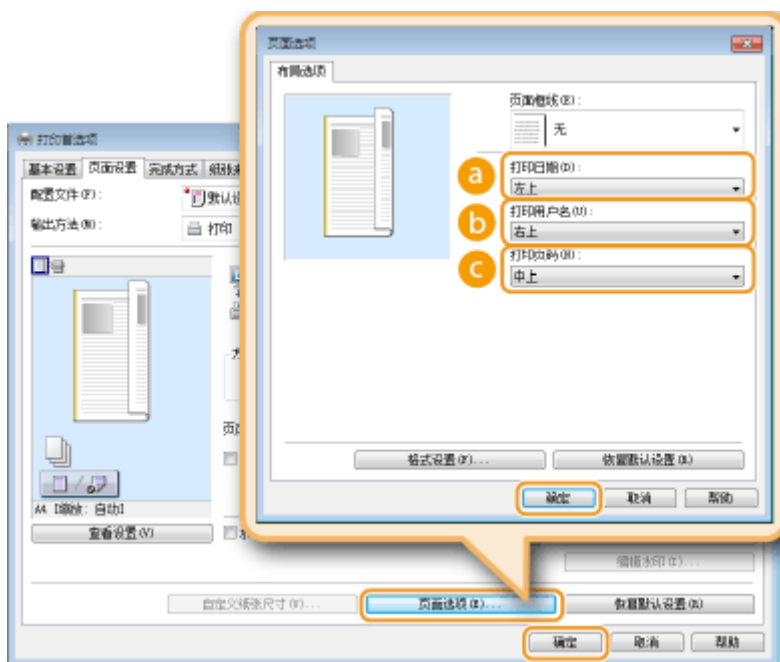 页面选项
布局选项
页面框线(E):
无
a
打印日期(D):
左上
b
打印用户名(U):
右上
c
打印页码(N):
中上
格式设置(F)...
恢复默认设置(R)
确定
取消
帮助
打印首选项
基本设置
页面设置
完成方式
纸张来
配置文件(F):
默认设
输出方法(M):
打印
页
A4 [缩放: 自动]
查看设置(V)
水
编辑水印(I)...
自定义纸张尺寸
页面选项
恢复默认设置(R)
确定
取消
帮助